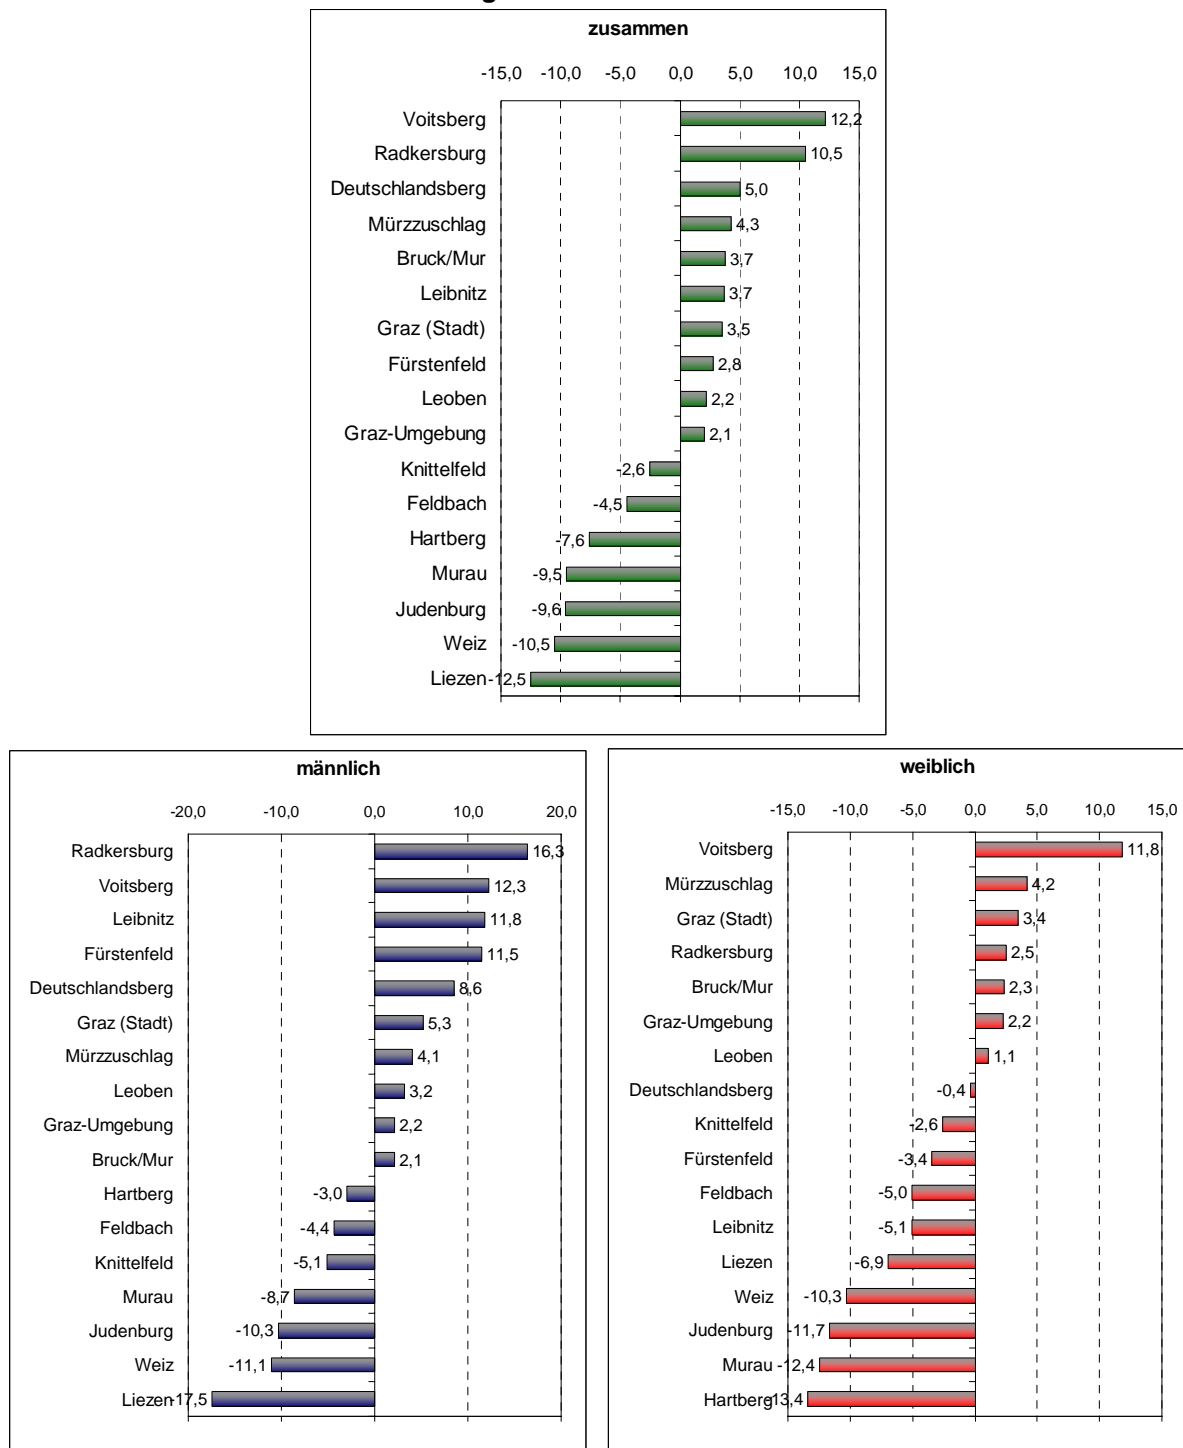 zusammen
-15,0 -10,0 -5,0 0,0 5,0 10,0 15,0
Voitsberg 12,2
Radkersburg 10,5
Deutschlandsberg 5,0
Mürzzuschlag 4,3
Bruck/Mur 3,7
Leibnitz 3,7
Graz (Stadt) 3,5
Fürstenfeld 2,8
Leoben 2,2
Graz-Umgebung 2,1
Knittelfeld -2,6
Feldbach -4,5
Hartberg -7,6
Murau -9,5
Judenburg -9,6
Weiz -10,5
Liezen -12,5
männlich
-20,0 -10,0 0,0 10,0 20,0
Radkersburg 16,3
Voitsberg 12,3
Leibnitz 11,8
Fürstenfeld 11,5
Deutschlandsberg 8,6
Graz (Stadt) 5,3
Mürzzuschlag 4,1
Leoben 3,2
Graz-Umgebung 2,2
Bruck/Mur 2,1
Hartberg -3,0
Feldbach -4,4
Knittelfeld -5,1
Murau -8,7
Judenburg -10,3
Weiz -11,1
Liezen -17,5
weiblich
-15,0 -10,0 -5,0 0,0 5,0 10,0 15,0
Voitsberg 11,8
Mürzzuschlag 4,2
Graz (Stadt) 3,4
Radkersburg 2,5
Bruck/Mur 2,3
Graz-Umgebung 2,2
Leoben 1,1
Deutschlandsberg -0,4
Knittelfeld -2,6
Fürstenfeld -3,4
Feldbach -5,0
Leibnitz -5,1
Liezen -6,9
Weiz -10,3
Judenburg -11,7
Murau -12,4
Hartberg -13,4